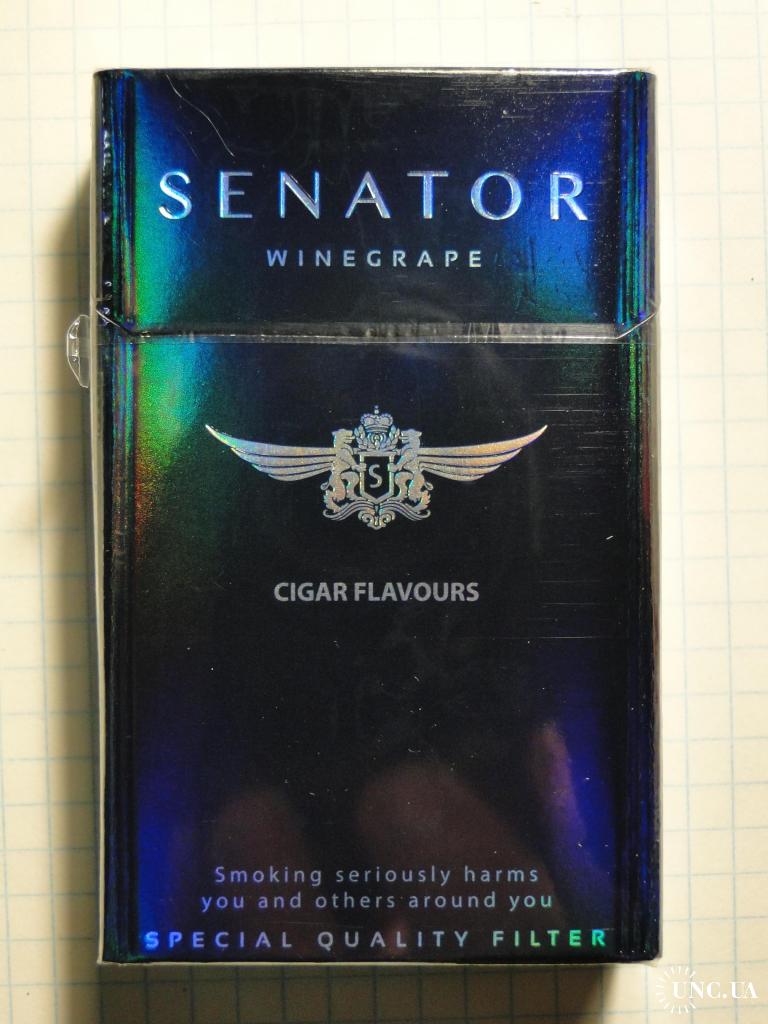 SENATOR
WINEGRAPE
S
CIGAR FLAVOURS
Smoking seriously harms
you and others around you
SPECIAL QUALITY FILTER
UNC.UA